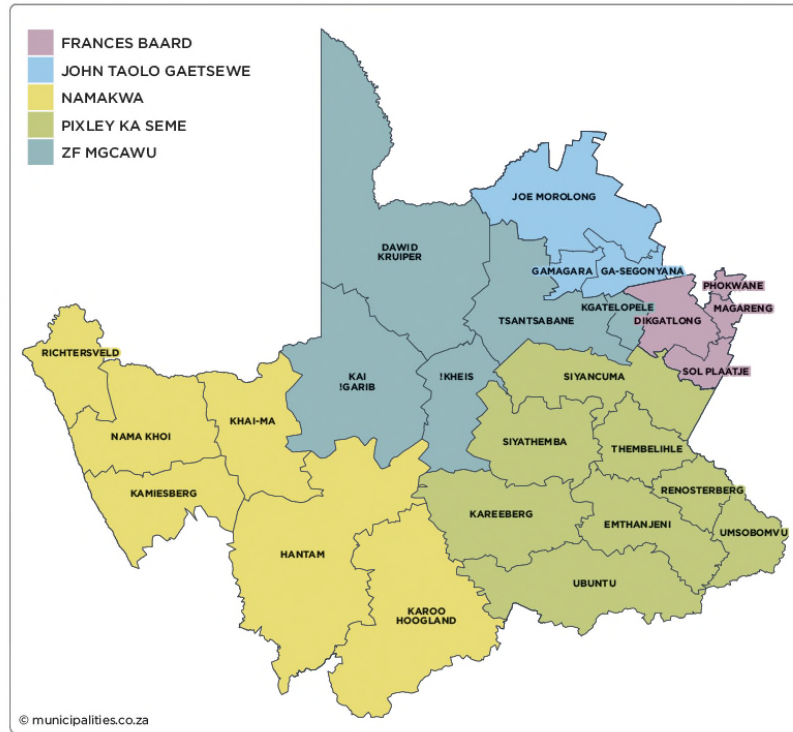 FRANCES BAARD
JOHN TAOLO GAETSEWE
NAMAKWA
PIXLEY KA SEME
ZF MGCAWU
JOE MOROLONG
DAWID
KRUIPER
GAMAGARA
GA-SEGONYANA
PHOKWANE
KGATELOPELE
MAGARENG
TSANTSABANE
DIKGATLONG
RICHTERSVELD
SOL PLAATJE
KAI
!GARIB
!KHEIS
SIYANCUMA
KHAI-MA
NAMA KHOI
SIYATHEMBA
THEMBELIHLE
KAMIESBERG
RENOSTERBERG
KAREEBERG
EMTHANJENI
UMSOBOMVU
HANTAM
UBUNTU
KAROO
HOOGLAND
© municipalities.co.za